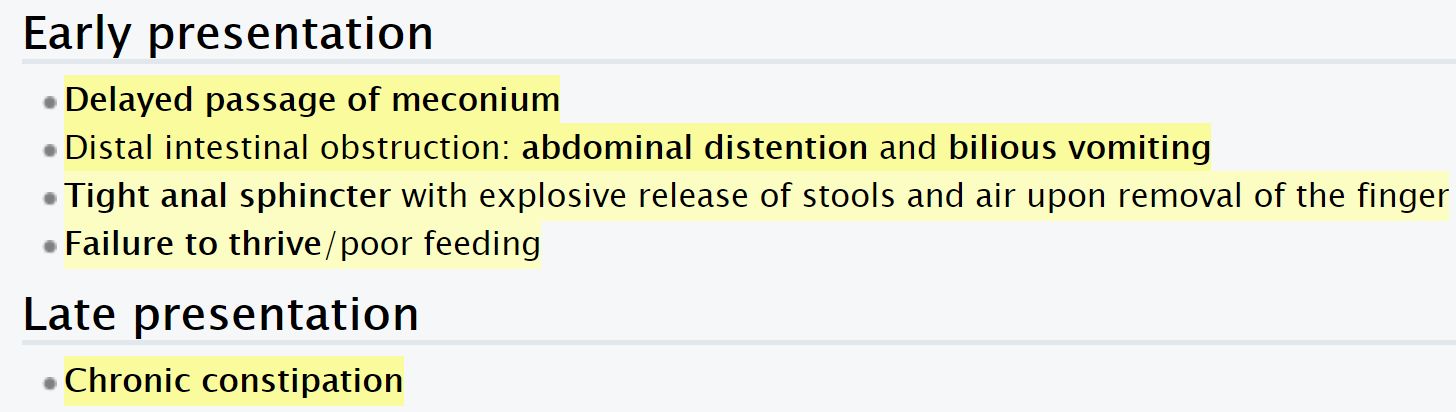 Early presentation
Delayed passage of meconium
Distal intestinal obstruction: abdominal distention and bilious vomiting
Tight anal sphincter with explosive release of stools and air upon removal of the finger
Failure to thrive/poor feeding
Late presentation
Chronic constipation